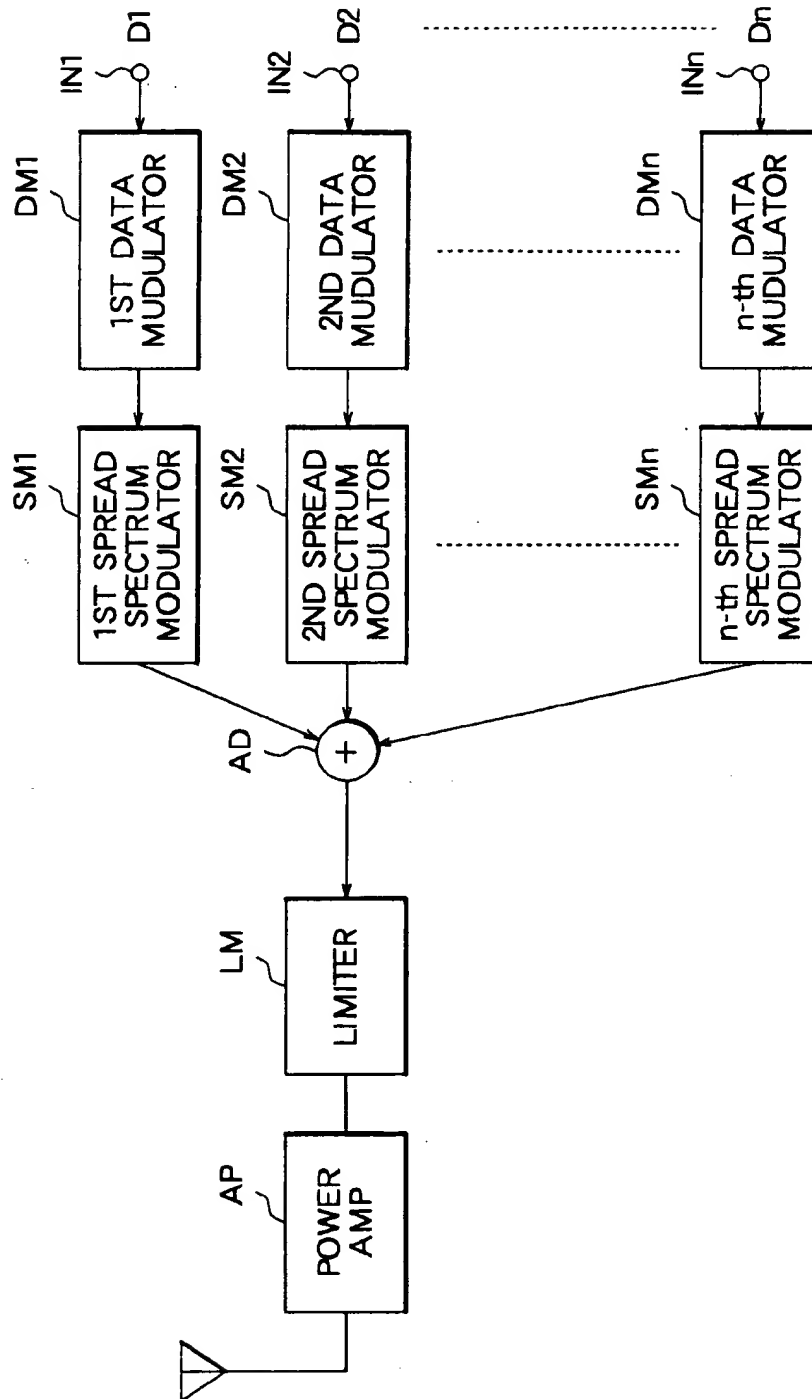 IN1
D1
DM1
1ST DATA
MUDULATOR
SM1
1ST SPREAD
SPECTRUM
MODULATOR
IN2
D2
DM2
2ND DATA
MUDULATOR
SM2
2ND SPREAD
SPECTRUM
MODULATOR
INn
Dn
DMn
n-th DATA
MUDULATOR
SMn
n-th SPREAD
SPECTRUM
MODULATOR
AD
+
LM
LIMITER
AP
POWER
AMP